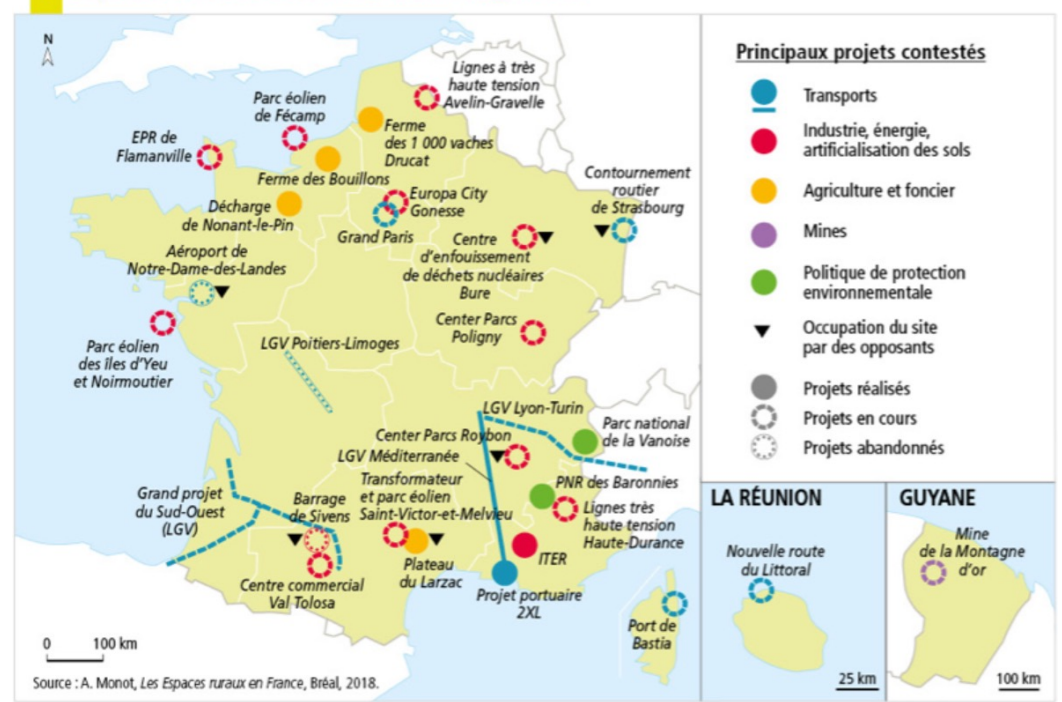 N
Lignes à très
haute tension
Avelin-Gravelle
Parc éolien
de Fécamp
EPR de
Flamanville
Ferme
des 1 000 vaches
Drucat
Ferme des Bouillons
Contournement
routier
de Strasbourg
Décharge
de Nonant-le-Pin
Europa City
Gonesse
Grand Paris
Centre
d'enfouissement
de déchets nucléaires
Bure
Aéroport de
Notre-Dame-des-Landes
Center Parcs
Poligny
Parc éolien
des îles d'Yeu
et Noirmoutier
LGV Poitiers-Limoges
LGV Lyon-Turin
Parc national
de la Vanoise
Center Parcs Roybon
LGV Méditerranée
Transformateur
et parc éolien
Saint-Victor-et-Melvieu
PNR des Baronnies
Lignes très
haute tension
Haute-Durance
Grand projet
du Sud-Ouest
(LGV)
Barrage
de Sivens
Plateau
du Larzac
ITER
Centre commercial
Val Tolosa
Projet portuaire
2XL
Port de
Bastia
0 100 km
Source : A. Monot, Les Espaces ruraux en France, Bréal, 2018.
Principaux projets contestés
Transports
Industrie, énergie,
artificialisation des sols
Agriculture et foncier
Mines
Politique de protection
environnementale
Occupation du site
par des opposants
Projets réalisés
Projets en cours
Projets abandonnés
LA RÉUNION
Nouvelle route
du Littoral
25 km
GUYANE
Mine
de la Montagne
d'or
100 km